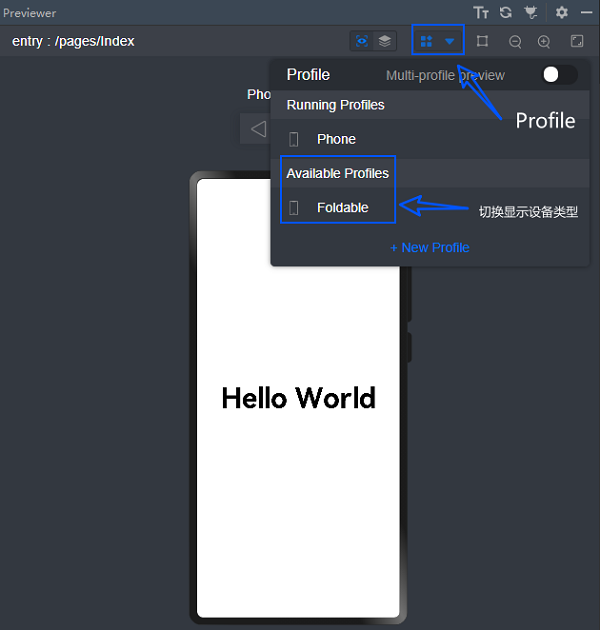 Previewer
entry : /pages/Index
Profile
Multi-profile preview
Pho
Running Profiles
Profile
Phone
Available Profiles
Foldable
切换显示设备类型
+ New Profile
Hello World